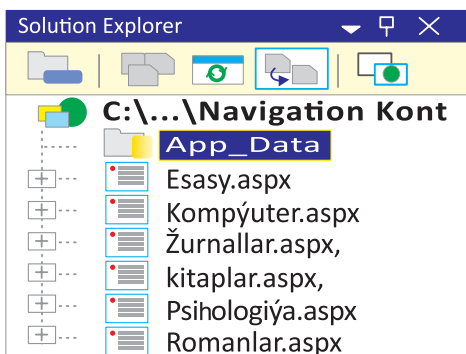 Solution Explorer
C:\...\Navigation Kont
App_Data
Esasy.aspx
Kompýuter.aspx
Žurnallar.aspx,
kitaplar.aspx,
Psihologiýa.aspx
Romanlar.aspx